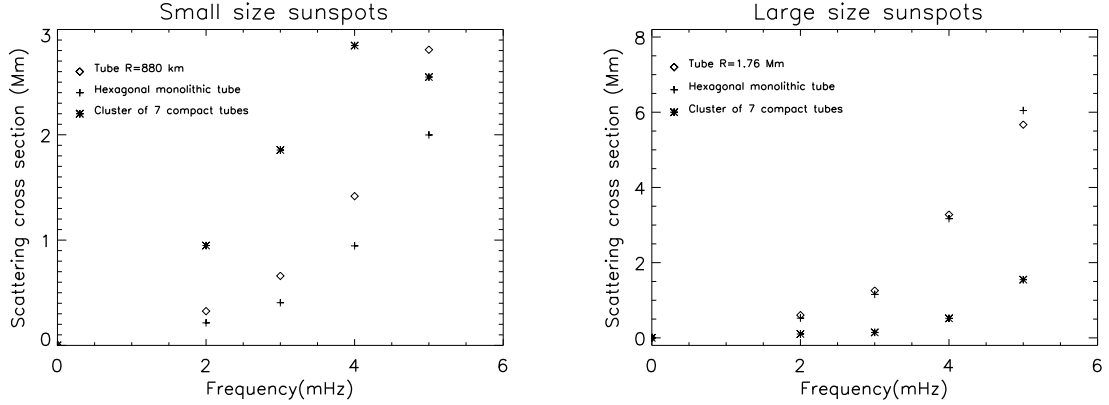 Small size sunspots
3
2
1
0
Scattering cross section (Mm)
Tube R=880 km
Hexagonal monolithic tube
Cluster of 7 compact tubes
0 2 4 6
Frequency(mHz)
Large size sunspots
8
6
4
2
0
Scattering cross section (Mm)
Tube R=1.76 Mm
Hexagonal monolithic tube
Cluster of 7 compact tubes
0 2 4 6
Frequency(mHz)